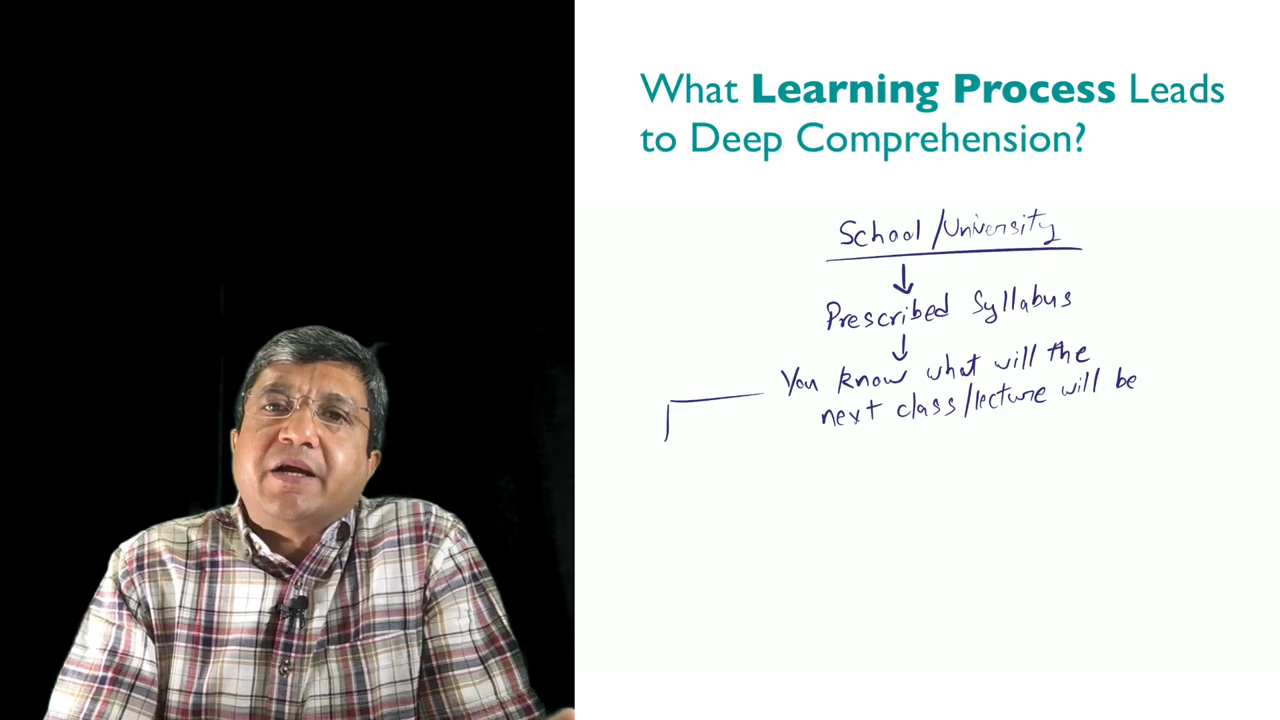 What Learning Process Leads
to Deep Comprehension?
School/University
Prescribed Syllabus
You know what will the
next class/lecture will be